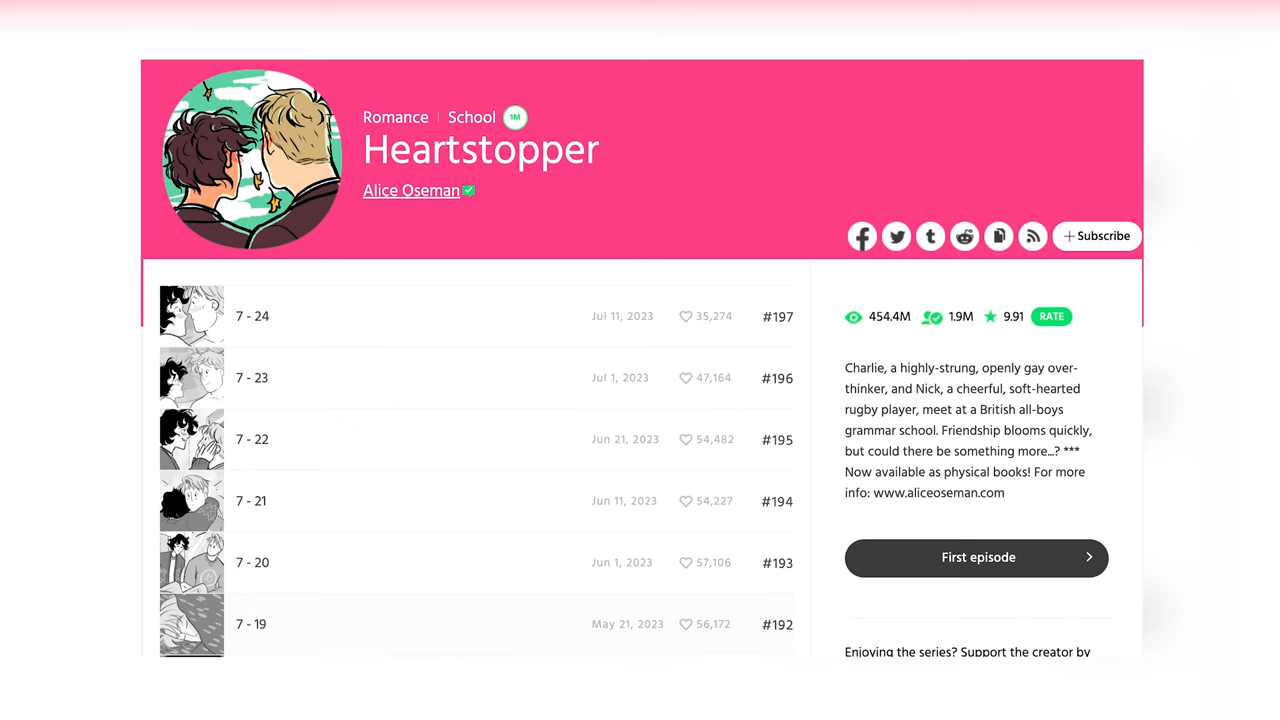 Romance | School 1M
Heartstopper
Alice Oseman
+ Subscribe
7 - 24 Jul 11, 2023 35,274 #197
7 - 23 Jul 1, 2023 47,164 #196
7 - 22 Jun 21, 2023 54,482 #195
7 - 21 Jun 11, 2023 54,227 #194
7 - 20 Jun 1, 2023 57,106 #193
7 - 19 May 21, 2023 56,172 #192
454.4M 1.9M 9.91 RATE
Charlie, a highly-strung, openly gay over-
thinker, and Nick, a cheerful, soft-hearted
rugby player, meet at a British all-boys
grammar school. Friendship blooms quickly,
but could there be something more...? ***
Now available as physical books! For more
info: www.aliceoseman.com
First episode
Enjoying the series? Support the creator by